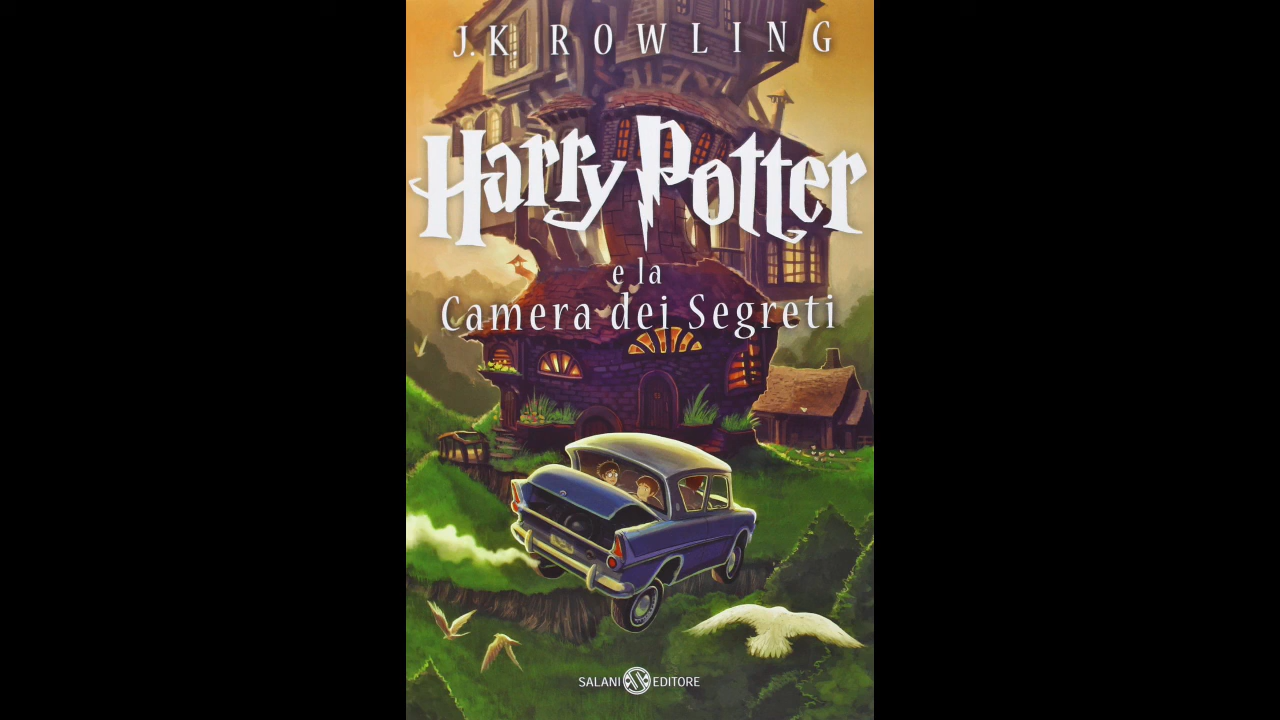 J.K. ROWLING
Harry Potter
e la
Camera dei Segreti
SALANI EDITORE